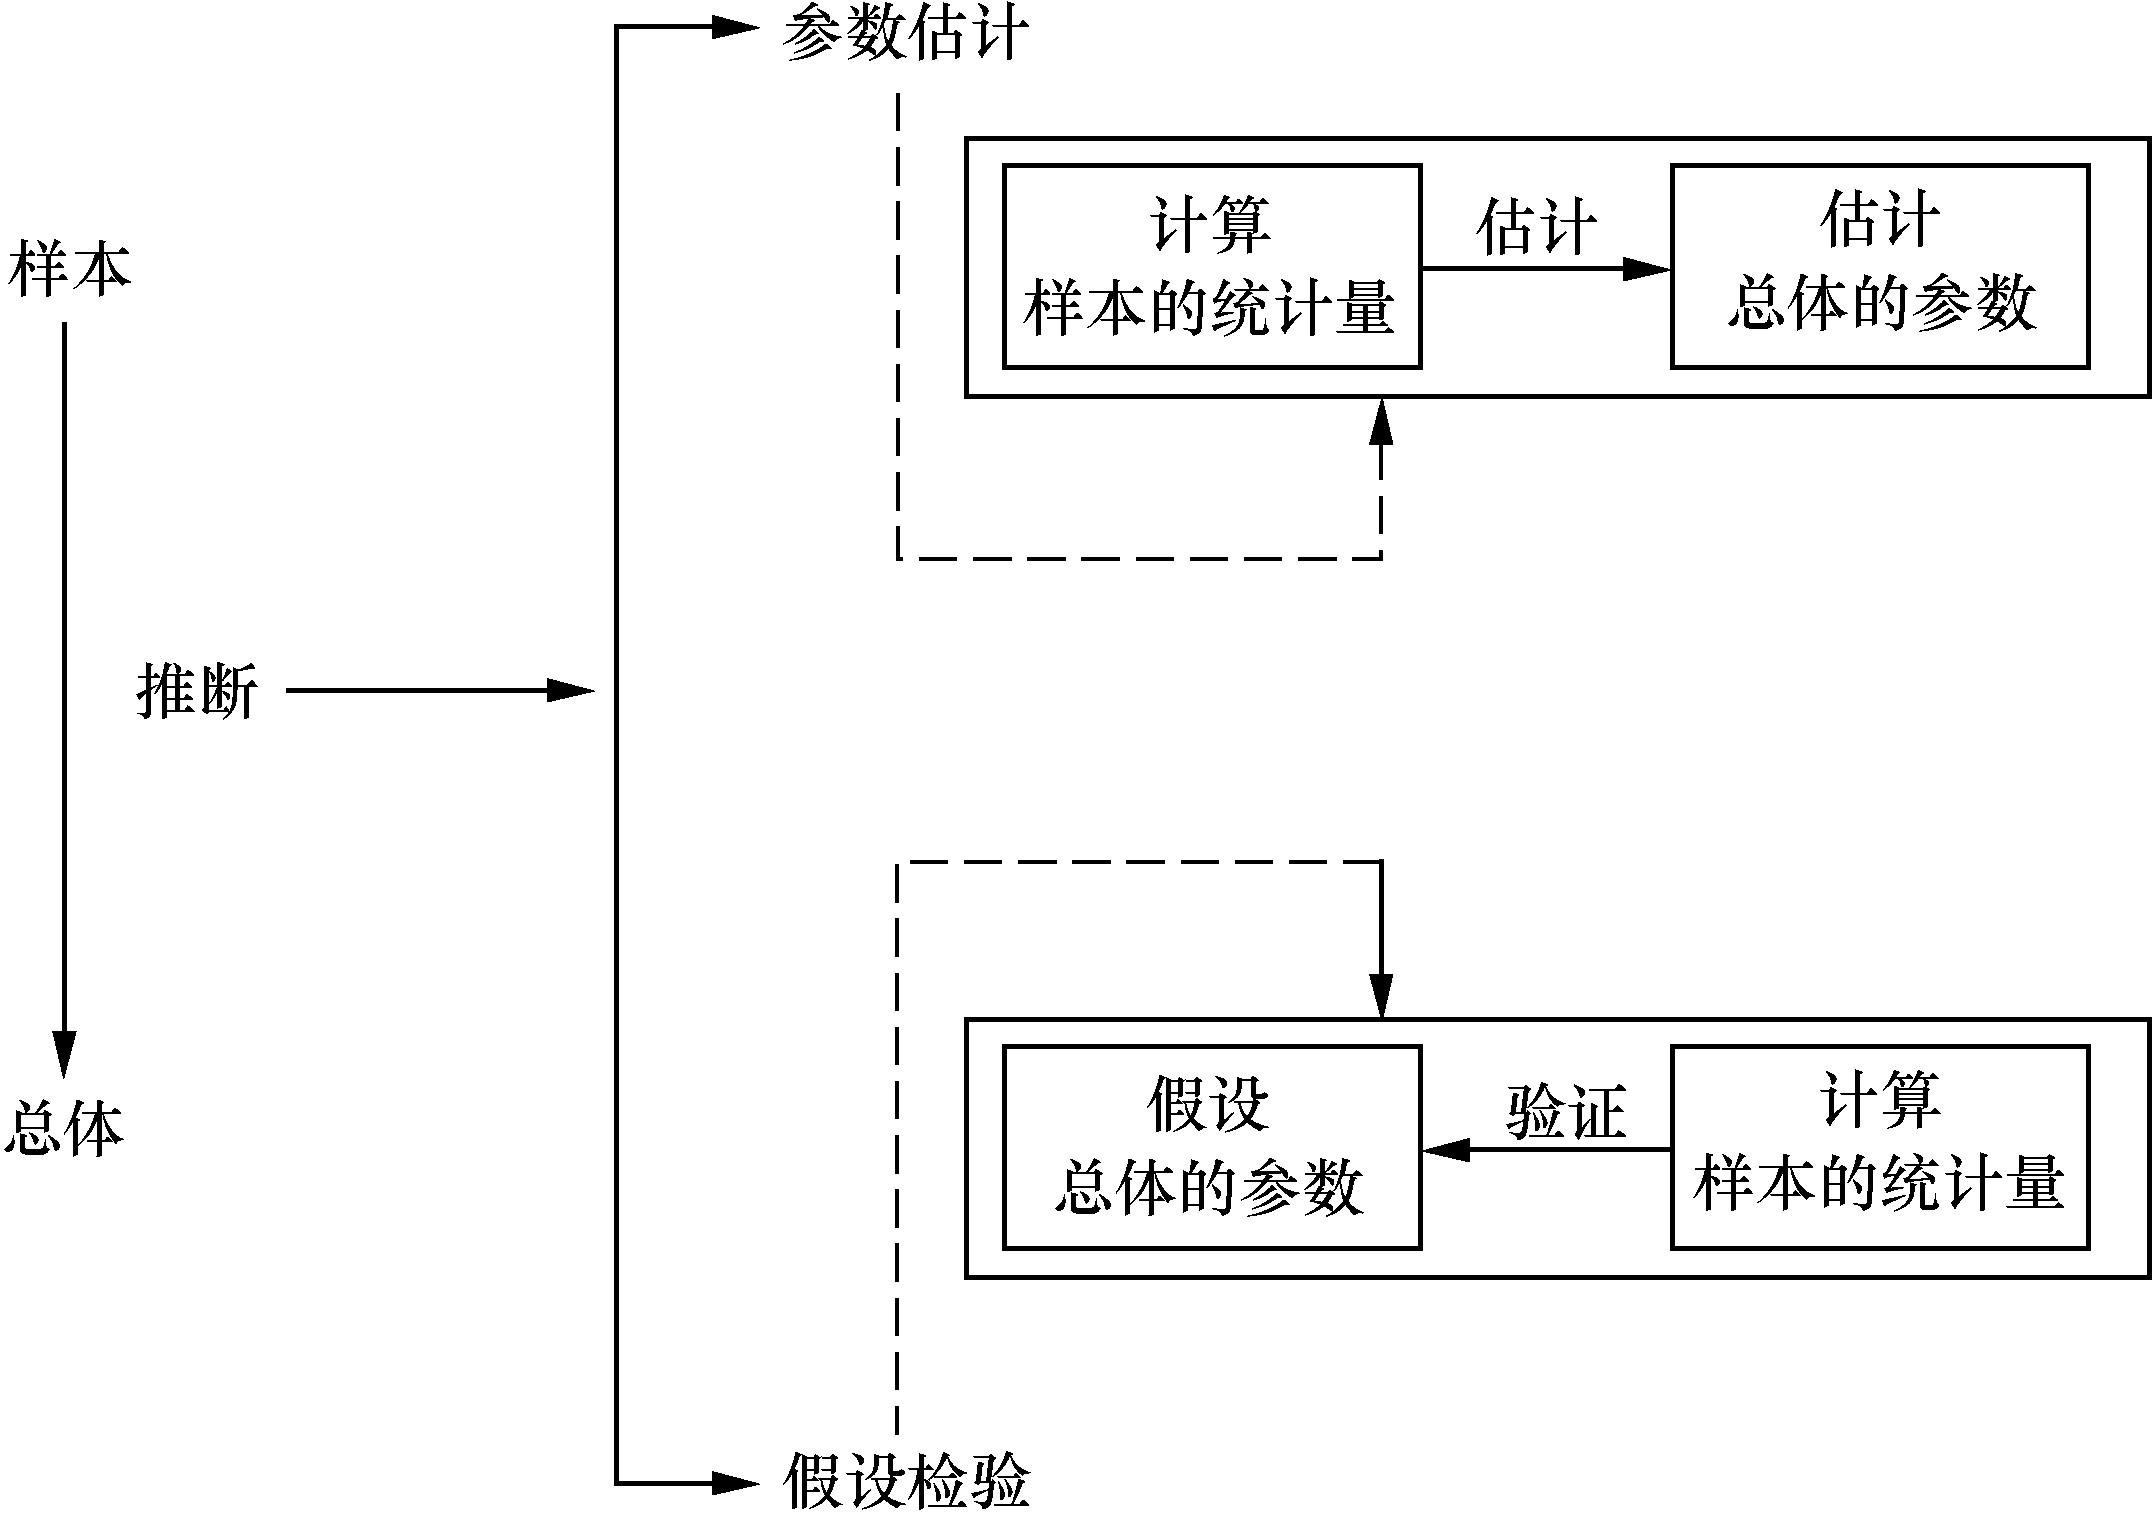 参数估计
计算
样本的统计量
估计
估计
总体的参数
样本
推断
总体
假设
总体的参数
验证
计算
样本的统计量
假设检验